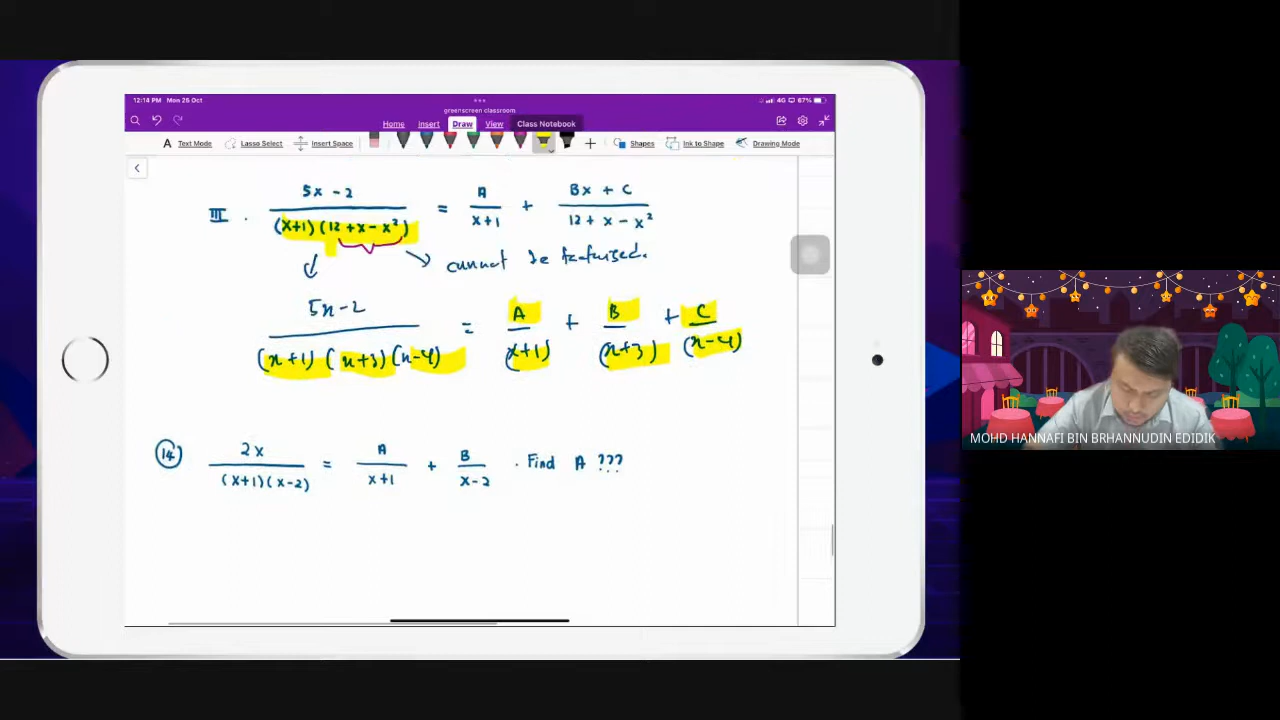 12:14 PM Mon 25 Oct
4G 67%
greenscreen classroom
Home Insert Draw View Class Notebook
A Text Mode Lasso Select Insert Space Shapes Ink to Shape Drawing Mode
III. (5x - 2)/((x+1)(12 + x - x²)) = A/(x+1) + (Bx + C)/(12 + x - x²)
cannot be factorised.
(5x - 2)/((x+1)(x+3)(x-4)) = A/(x+1) + B/(x+3) + C/(x-4)
14) 2x/((x+1)(x-2)) = A/(x+1) + B/(x-2) . Find A ???
MOHD HANNAFI BIN BRHANNUDIN EDIDIK